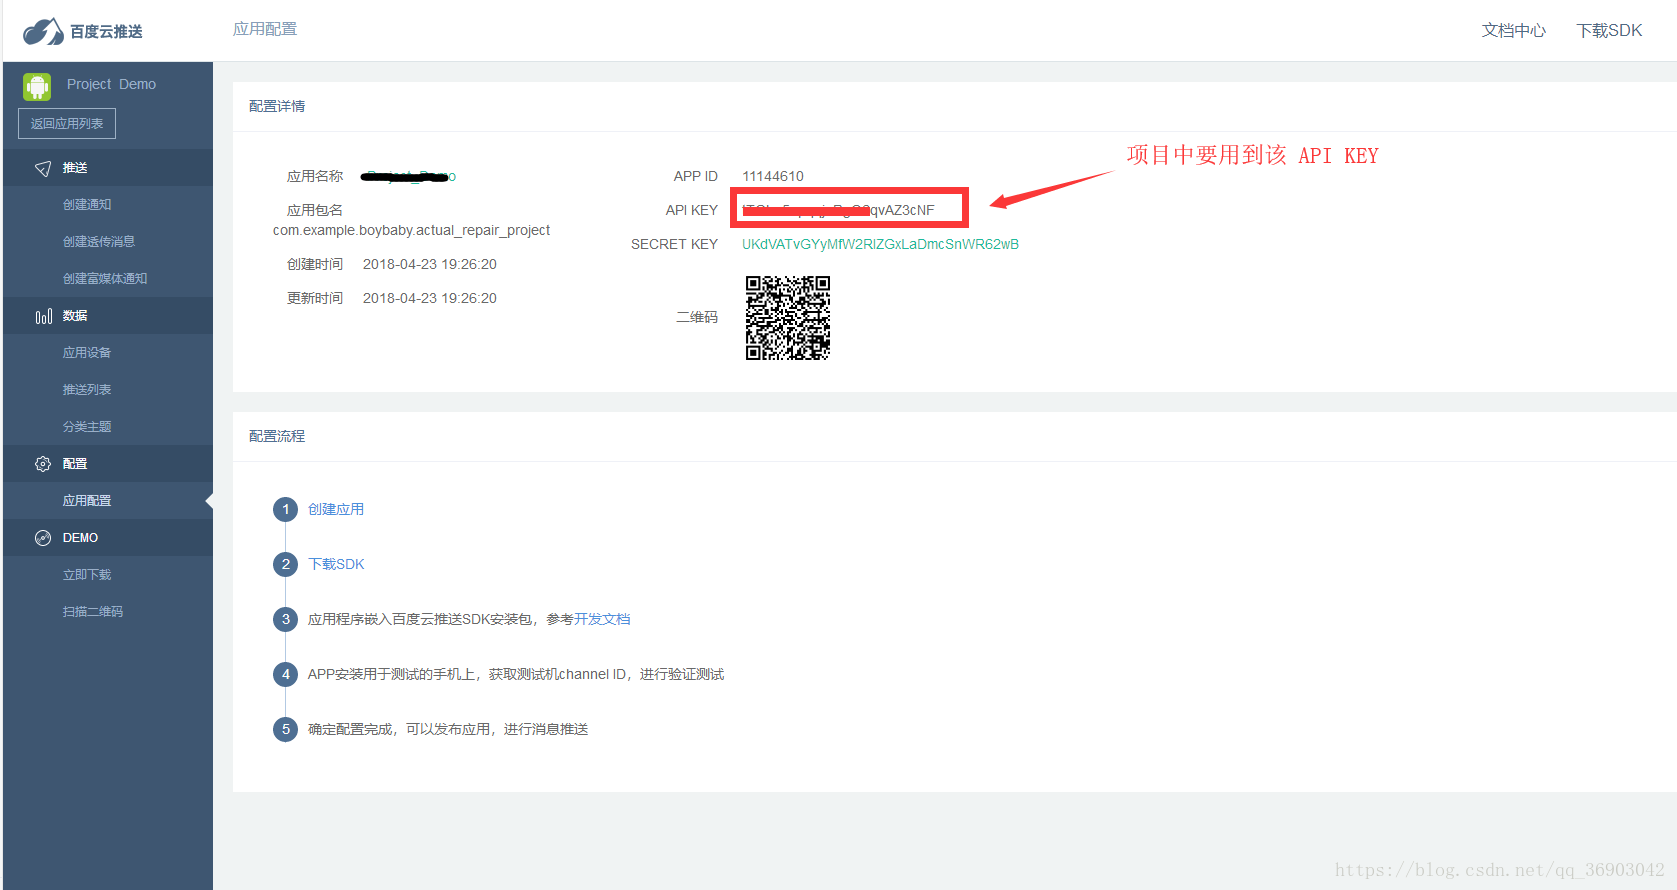 百度云推送
应用配置
文档中心
下载SDK
Project Demo
返回应用列表
推送
创建通知
创建透传消息
创建富媒体通知
数据
应用设备
推送列表
分类主题
配置
应用配置
DEMO
立即下载
扫描二维码
配置详情
应用名称
应用包名
com.example.boybaby.actual_repair_project
创建时间 2018-04-23 19:26:20
更新时间 2018-04-23 19:26:20
APP ID 11144610
API KEY
SECRET KEY UKdVATvGYyMfW2RIZGxLaDmcSnWR62wB
二维码
项目中要用到该 API KEY
配置流程
1 创建应用
2 下载SDK
3 应用程序嵌入百度云推送SDK安装包，参考开发文档
4 APP安装用于测试的手机上，获取测试机channel ID，进行验证测试
5 确定配置完成，可以发布应用，进行消息推送
https://blog.csdn.net/qq_36903042